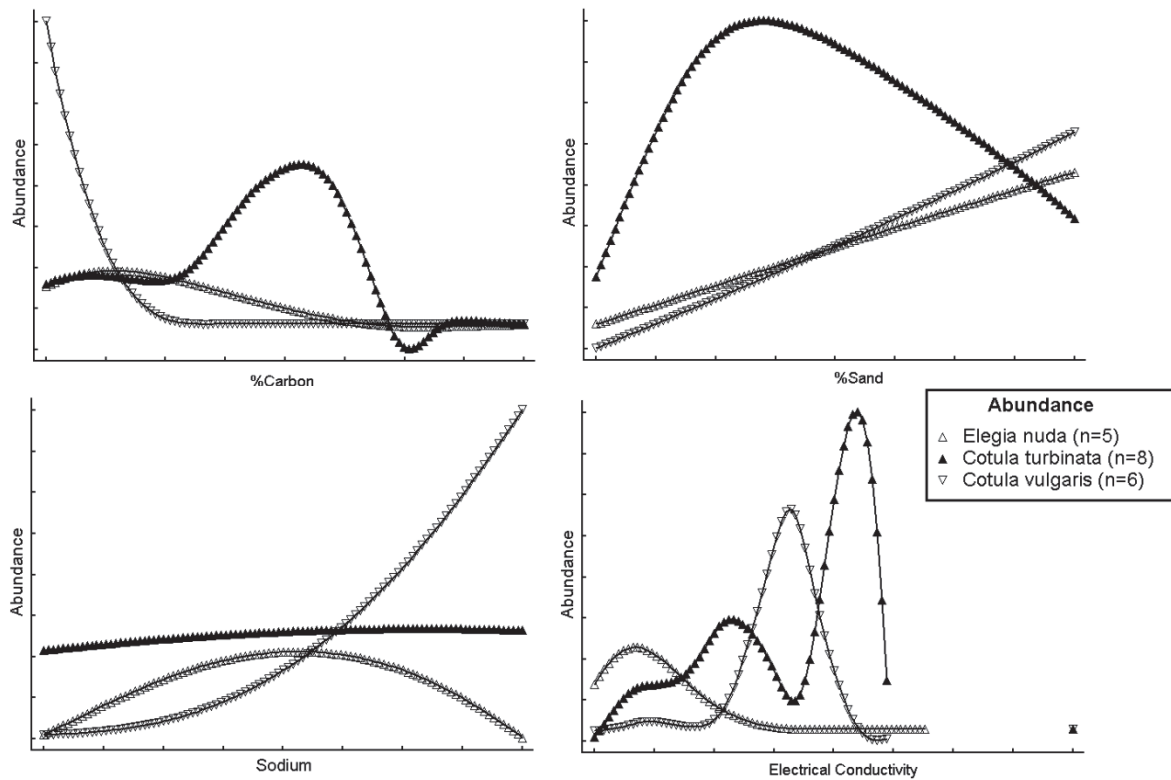 Abundance
%Carbon
Abundance
%Sand
Abundance
Sodium
Abundance
Electrical Conductivity
Abundance
Elegia nuda (n=5)
Cotula turbinata (n=8)
Cotula vulgaris (n=6)